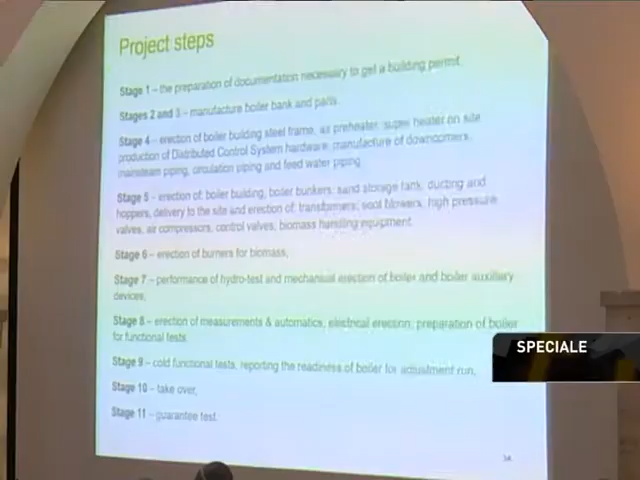 Project steps
Stage 1 – the preparation of documentation necessary to get a building permit,
Stages 2 and 3 – manufacture boiler bank and parts
Stage 4 – erection of boiler building steel frame, air preheater, super heater on site
production of Distributed Control System hardware, manufacture of downcomers,
mainsteam piping, circulation piping and feed water piping
Stage 5 – erection of: boiler building, boiler bunkers: sand storage tank, ducting and
hoppers, delivery to the site and erection of: transformers, soot blowers, high pressure
valves, air compressors, control valves, biomass handling equipment.
Stage 6 – erection of burners for biomass,
Stage 7 – performance of hydro-test and mechanical erection of boiler and boiler auxiliary
devices,
Stage 8 – erection of measurements & automatics, electrical erection, preparation of boiler
for functional tests.
Stage 9 – cold functional tests, reporting the readiness of boiler for adjustment run,
Stage 10 – take over,
Stage 11 – guarantee test.
SPECIALE